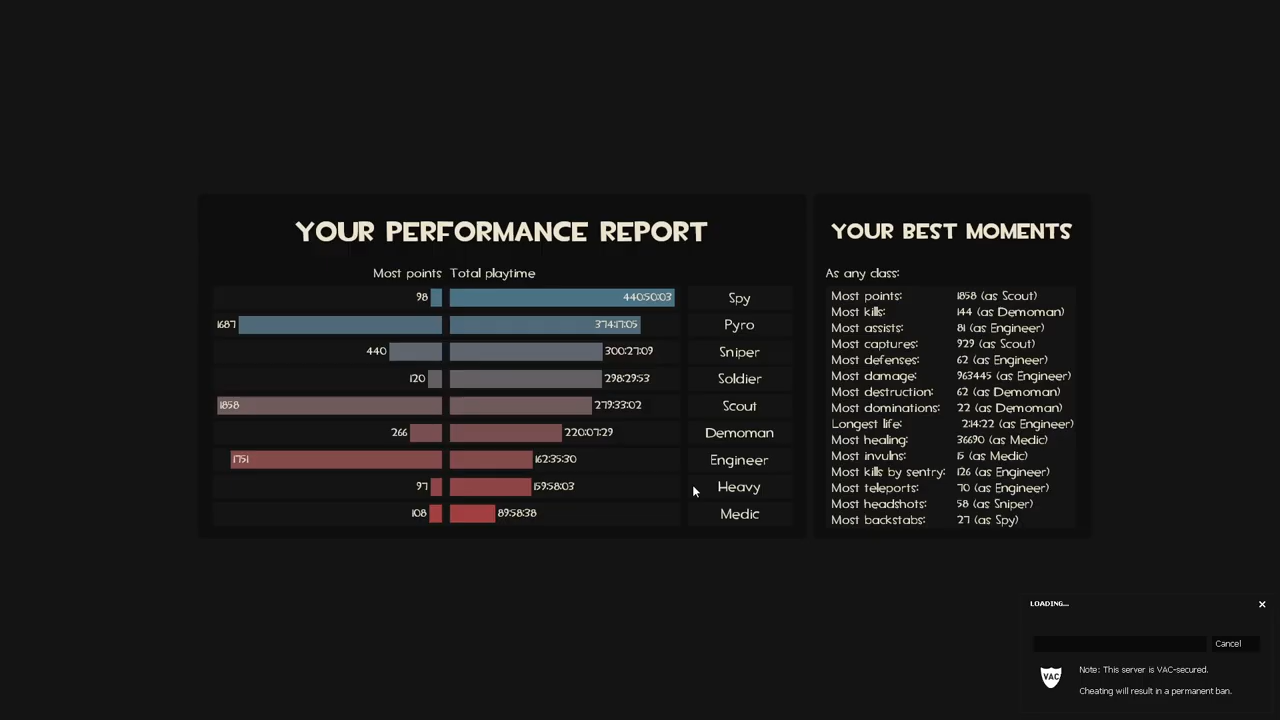 YOUR PERFORMANCE REPORT
Most points Total playtime
98 440:50:03 Spy
1687 374:17:05 Pyro
440 300:27:09 Sniper
120 298:29:53 Soldier
1858 279:33:02 Scout
266 220:07:29 Demoman
1751 162:35:30 Engineer
97 159:58:03 Heavy
108 89:58:38 Medic
YOUR BEST MOMENTS
As any class:
Most points: 1858 (as Scout)
Most kills: 144 (as Demoman)
Most assists: 81 (as Engineer)
Most captures: 929 (as Scout)
Most defenses: 62 (as Engineer)
Most damage: 963445 (as Engineer)
Most destruction: 62 (as Demoman)
Most dominations: 22 (as Demoman)
Longest life: 2:14:22 (as Engineer)
Most healing: 36690 (as Medic)
Most invulns: 15 (as Medic)
Most kills by sentry: 126 (as Engineer)
Most teleports: 70 (as Engineer)
Most headshots: 58 (as Sniper)
Most backstabs: 27 (as Spy)
LOADING...
Cancel
VAC
Note: This server is VAC-secured.
Cheating will result in a permanent ban.